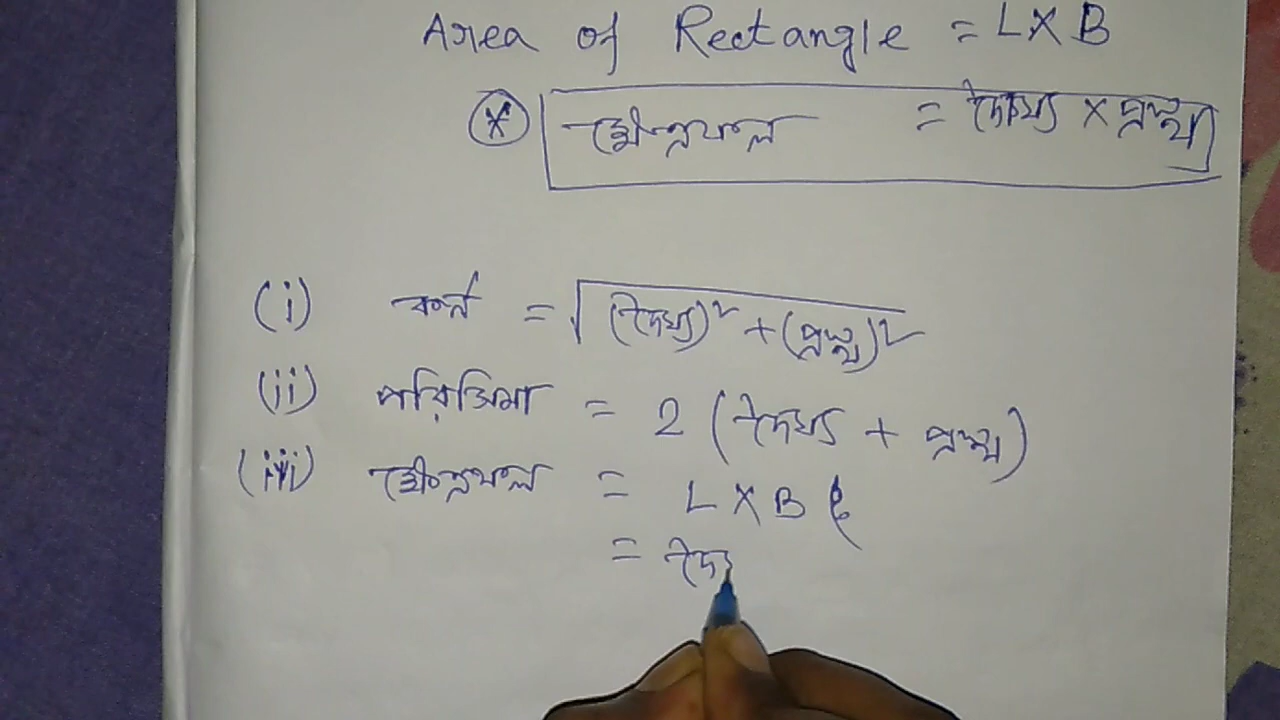 Area of Rectangle = L X B
* ক্ষেত্রফল = দৈঘ্য X প্রস্থ
(i) কর্ন = √(দৈঘ্য)² + (প্রস্থ)²
(ii) পরিসিমা = 2 (দৈঘ্য + প্রস্থ)
(iii) ক্ষেত্রফল = L X B
= দৈ